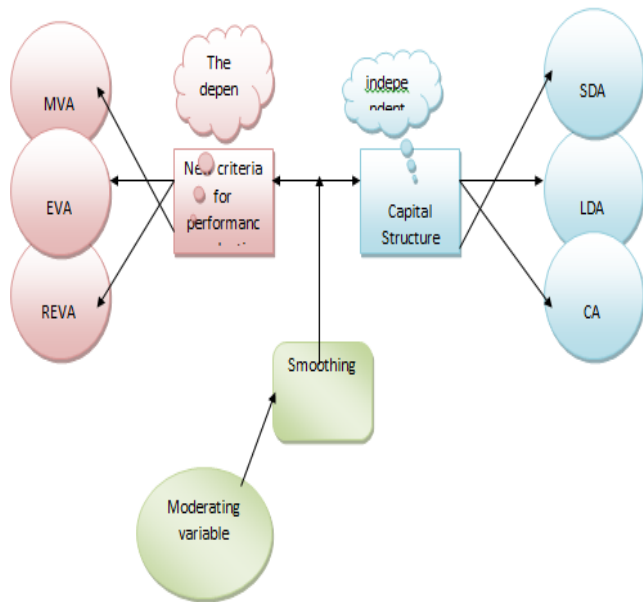 The
depen
indepe
ndent
MVA
SDA
New criteria
for
performanc
EVA
Capital
Structure
LDA
REVA
CA
Smoothing
Moderating
variable